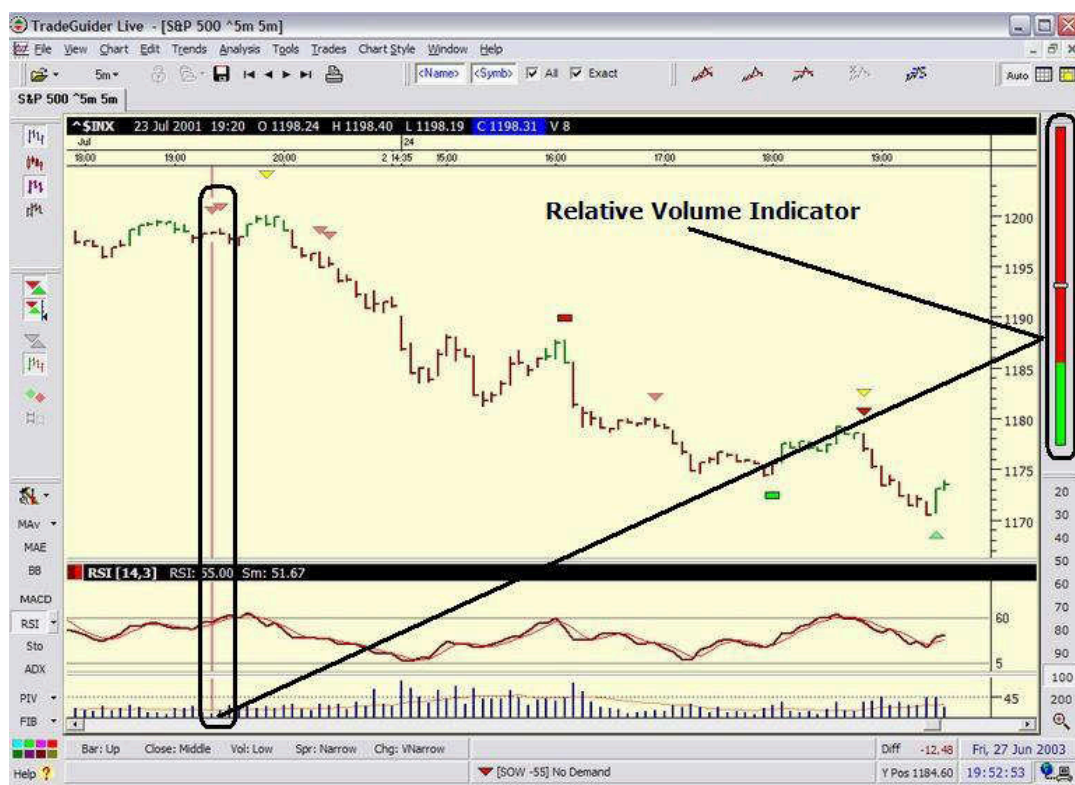 TradeGuider Live - [S&P 500 ^5m 5m]
File View Chart Edit Trends Analysis Tools Trades Chart Style Window Help
5m <Name> <Symb> All Exact Auto
S&P 500 ^5m 5m
^$INX 23 Jul 2001 19:20 O 1198.24 H 1198.40 L 1198.19 C 1198.31 V 8
Jul 24
18:00 19:00 20:00 2 14:35 15:00 16:00 17:00 18:00 19:00
Relative Volume Indicator
1200
1195
1190
1185
1180
1175
1170
20
30
40
50
60
70
80
90
100
200
MAv
MAE
BB
MACD
RSI
Sto
ADX
PIV
FIB
RSI [14,3] RSI: 55.00 Sm: 51.67
60
5
45
Bar: Up Close: Middle Vol: Low Spr: Narrow Chg: VNarrow Diff -12.48 Fri, 27 Jun 2003
Help ? [SOW -55] No Demand Y Pos 1184.60 19:52:53